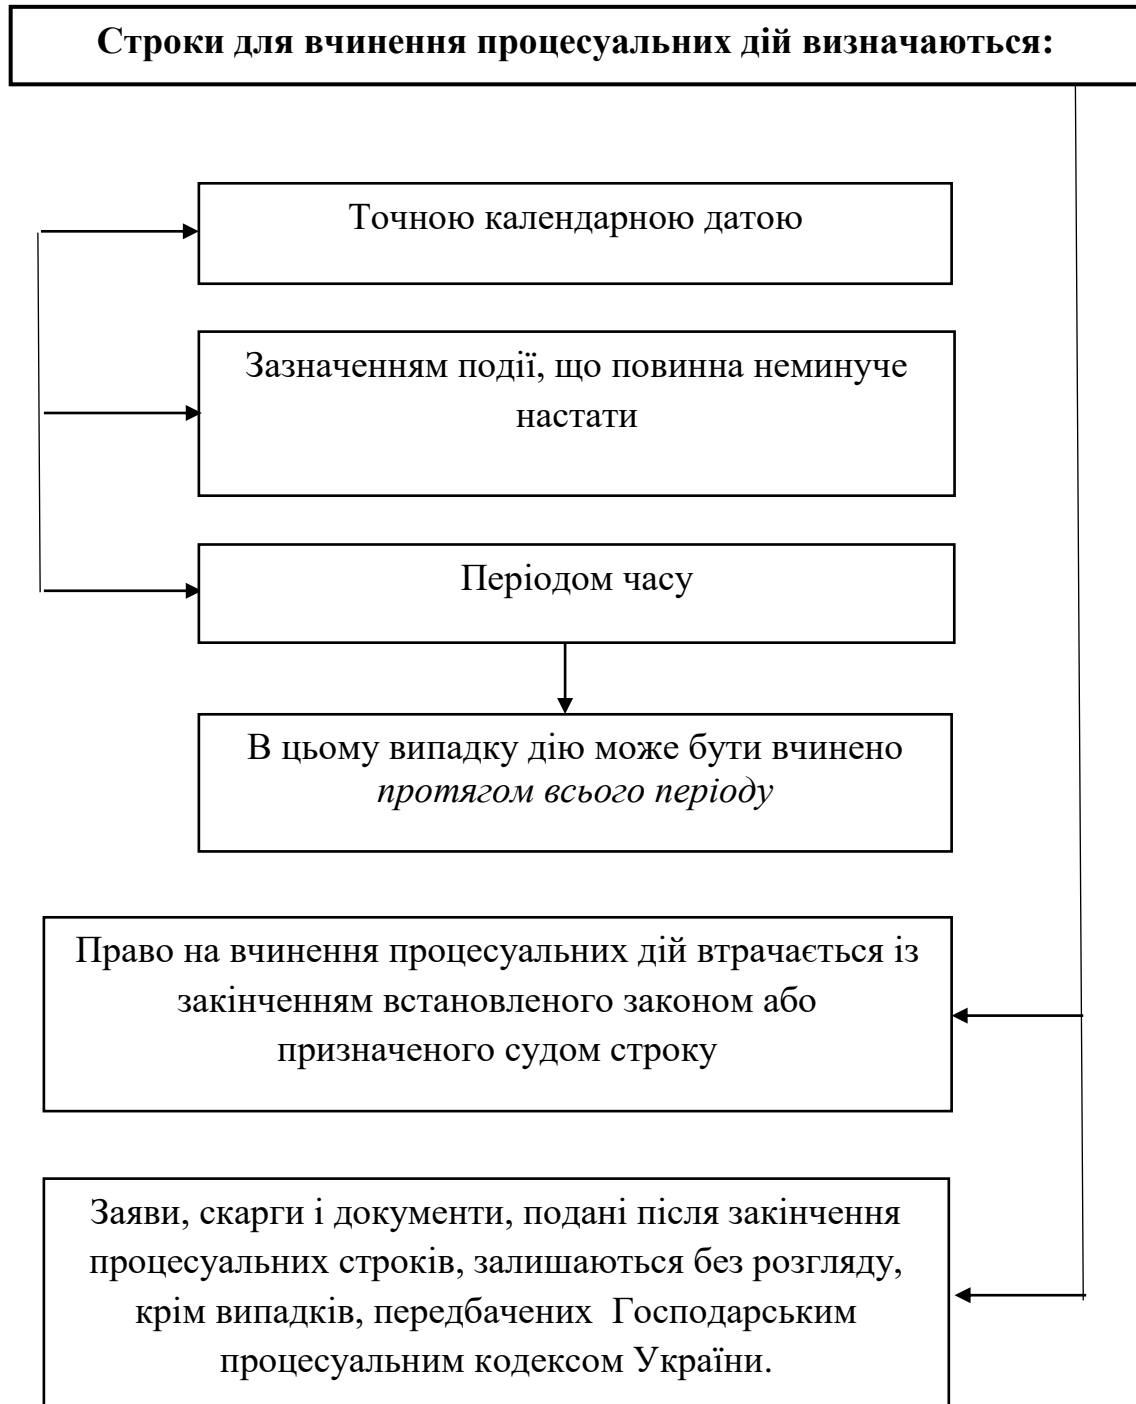 Строки для вчинення процесуальних дій визначаються:
Точною календарною датою
Зазначенням події, що повинна неминуче
настати
Періодом часу
В цьому випадку дію може бути вчинено
протягом всього періоду
Право на вчинення процесуальних дій втрачається із
закінченням встановленого законом або
призначеного судом строку
Заяви, скарги і документи, подані після закінчення
процесуальних строків, залишаються без розгляду,
крім випадків, передбачених  Господарським
процесуальним кодексом України.